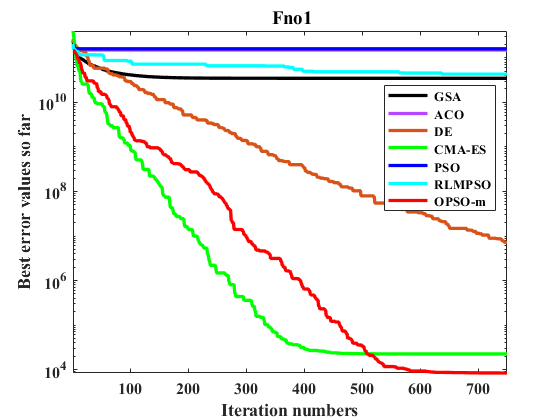 Fno1
Best error values so far
10^10
10^8
10^6
10^4
GSA
ACO
DE
CMA-ES
PSO
RLMPSO
OPSO-m
100 200 300 400 500 600 700
Iteration numbers